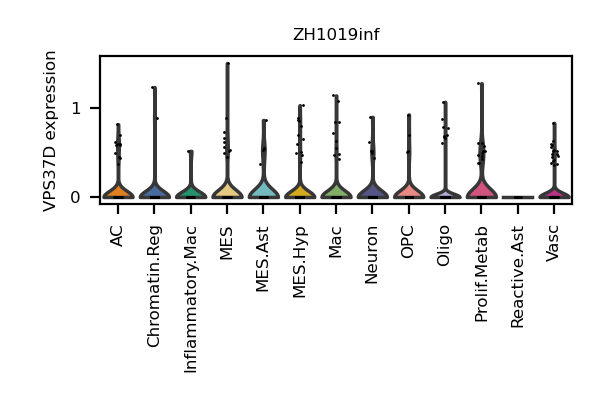 ZH1019inf
VPS37D expression
1
0
AC
Chromatin.Reg
Inflammatory.Mac
MES
MES.Ast
MES.Hyp
Mac
Neuron
OPC
Oligo
Prolif.Metab
Reactive.Ast
Vasc